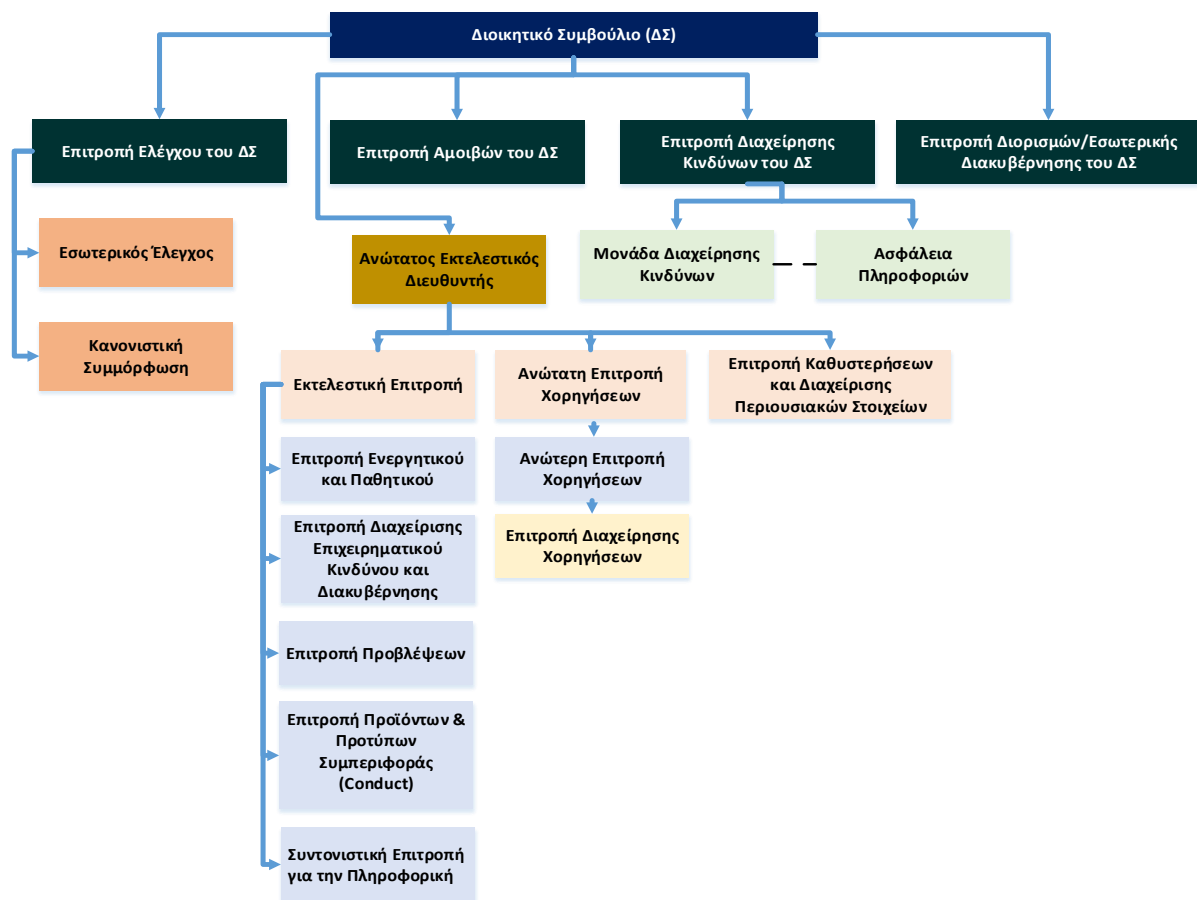 Διοικητικό Συμβούλιο (ΔΣ)
Επιτροπή Ελέγχου του ΔΣ
Επιτροπή Αμοιβών του ΔΣ
Επιτροπή Διαχείρησης
Κινδύνων του ΔΣ
Επιτροπή Διορισμών/Εσωτερικής
Διακυβέρνησης του ΔΣ
Εσωτερικός Έλεγχος
Κανονιστική
Συμμόρφωση
Ανώτατος Εκτελεστικός
Διευθυντής
Μονάδα Διαχείρησης
Κινδύνων
Ασφάλεια
Πληροφοριών
Εκτελεστική Επιτροπή
Ανώτατη Επιτροπή
Χορηγήσεων
Επιτροπή Καθυστερήσεων
και Διαχείρισης
Περιουσιακών Στοιχείων
Επιτροπή Ενεργητικού
και Παθητικού
Ανώτερη Επιτροπή
Χορηγήσεων
Επιτροπή Διαχείρισης
Επιχειρηματικού
Κινδύνου και
Διακυβέρνησης
Επιτροπή Διαχείρησης
Χορηγήσεων
Επιτροπή Προβλέψεων
Επιτροπή Προϊόντων &
Προτύπων
Συμπεριφοράς
(Conduct)
Συντονιστική Επιτροπή
για την Πληροφορική